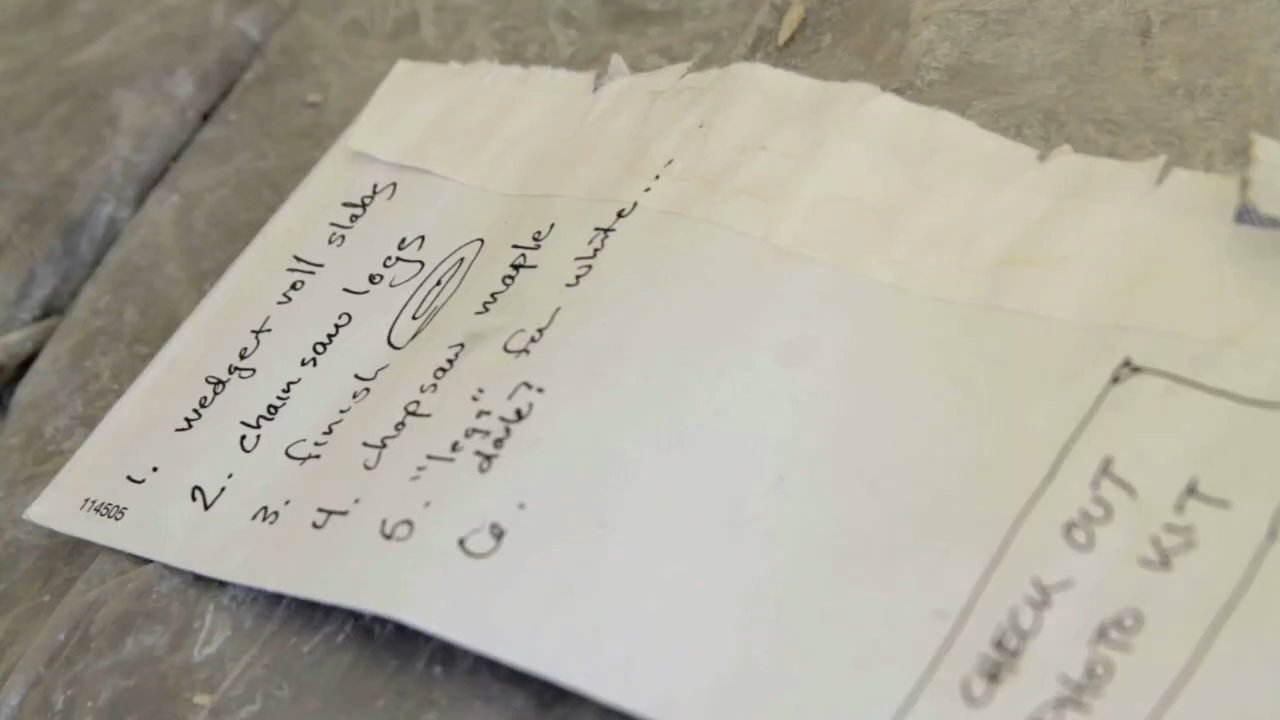 1. wedget roll slabs
2. chainsaw logs
3. finish
4. chopsaw maple
5. "legs" for white...
6. dark?
114505
CHECK OUT
PHOTO KIT